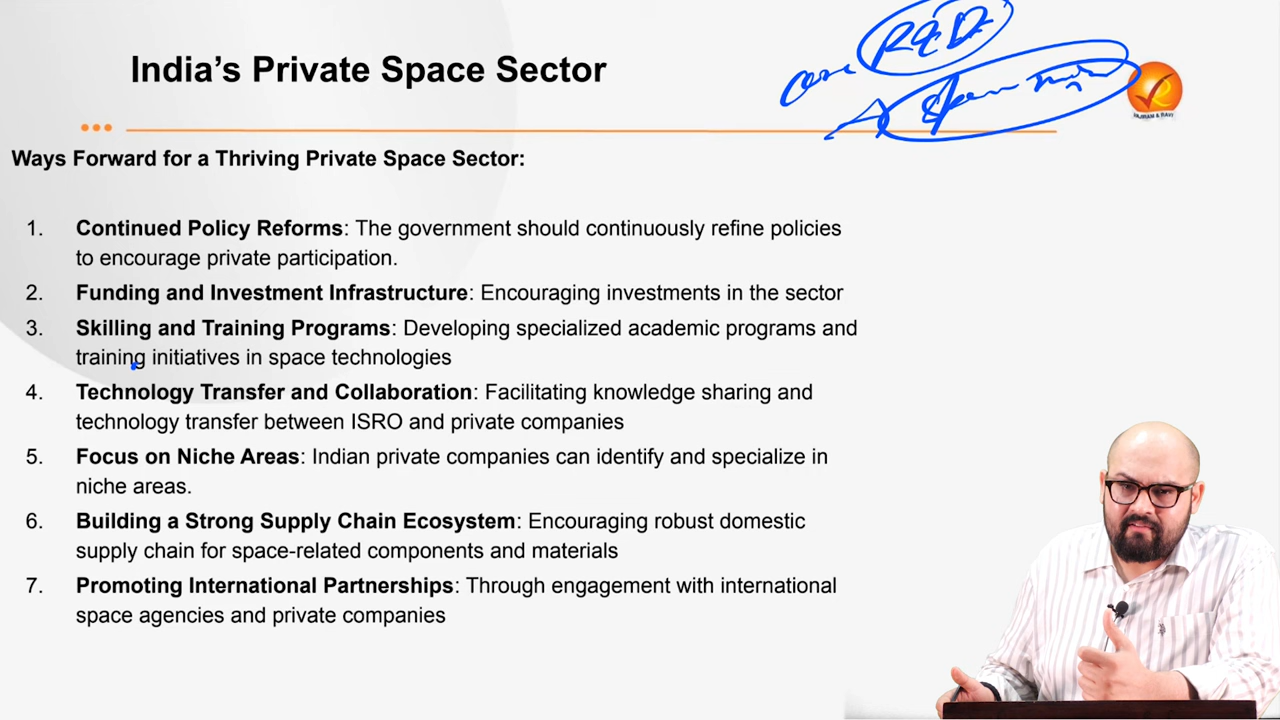 India's Private Space Sector
R&D
VAJIRAM & RAVI
Ways Forward for a Thriving Private Space Sector:
1. Continued Policy Reforms: The government should continuously refine policies
to encourage private participation.
2. Funding and Investment Infrastructure: Encouraging investments in the sector
3. Skilling and Training Programs: Developing specialized academic programs and
training initiatives in space technologies
4. Technology Transfer and Collaboration: Facilitating knowledge sharing and
technology transfer between ISRO and private companies
5. Focus on Niche Areas: Indian private companies can identify and specialize in
niche areas.
6. Building a Strong Supply Chain Ecosystem: Encouraging robust domestic
supply chain for space-related components and materials
7. Promoting International Partnerships: Through engagement with international
space agencies and private companies